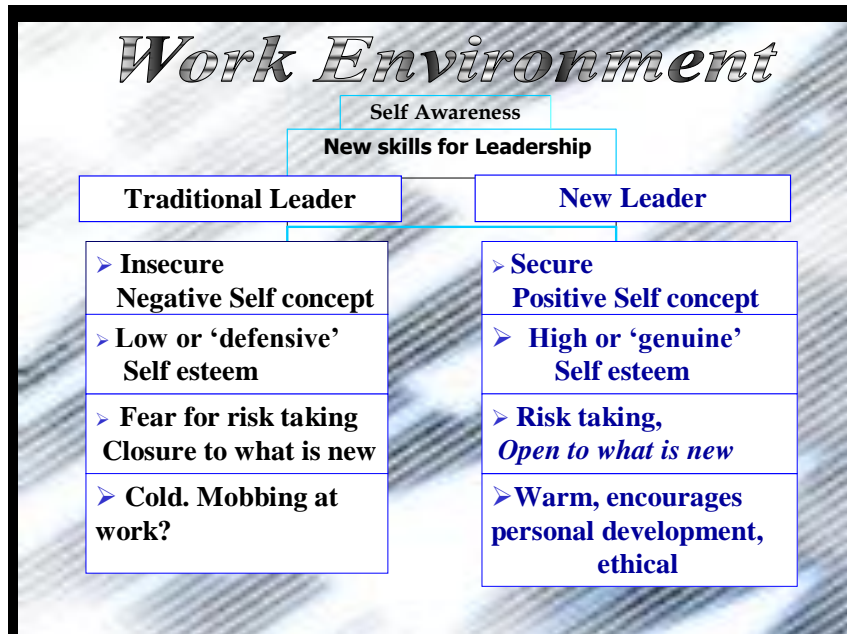 Work Environment
Self Awareness
New skills for Leadership
Traditional Leader
➢ Insecure
Negative Self concept
➢ Low or ‘defensive’
Self esteem
➢ Fear for risk taking
Closure to what is new
➢ Cold. Mobbing at
work?
New Leader
➢ Secure
Positive Self concept
➢ High or ‘genuine’
Self esteem
➢ Risk taking,
Open to what is new
➢Warm, encourages
personal development,
ethical